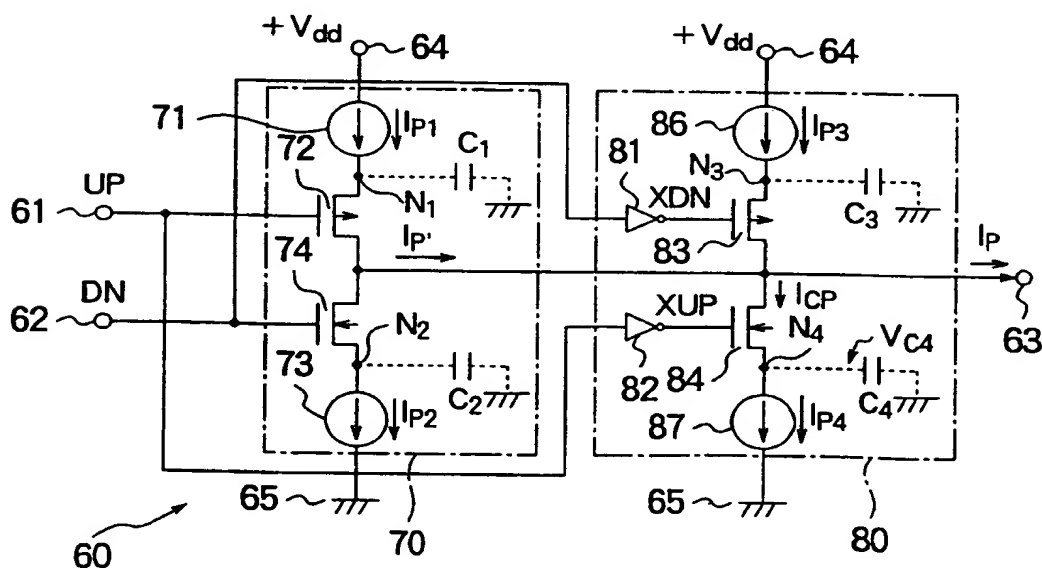 + Vdd
64
+ Vdd
64
71
IP1
72
C1
86
IP3
UP
61
N1
81
XDN
N3
C3
83
IP'
IP
74
DN
62
N2
XUP
ICP
N4
VC4
63
73
C2
82
84
C4
IP2
87
IP4
65
65
60
70
80